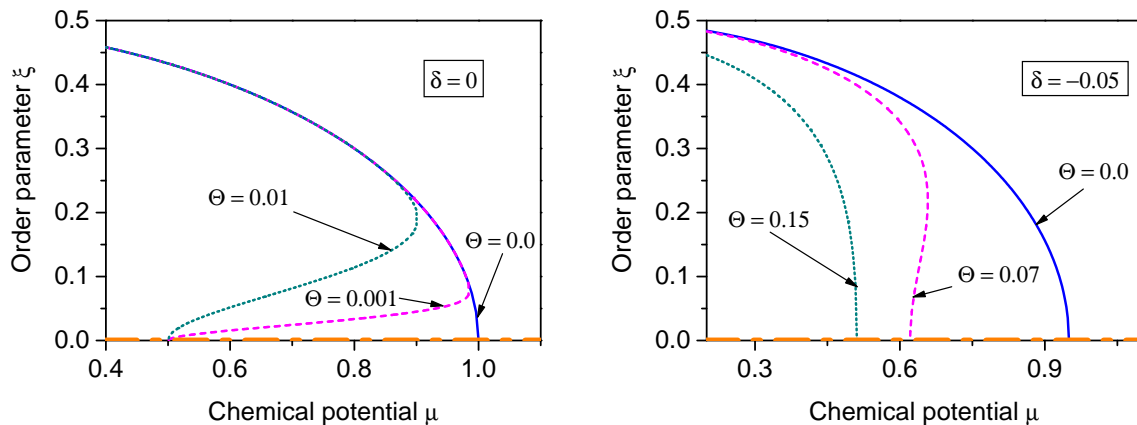 0.5
0.4
0.3
0.2
0.1
0.0
Order parameter ξ
δ = 0
Θ = 0.01
Θ = 0.0
Θ = 0.001
0.4 0.6 0.8 1.0
Chemical potential μ
0.5
0.4
0.3
0.2
0.1
0.0
Order parameter ξ
δ = −0.05
Θ = 0.0
Θ = 0.15
Θ = 0.07
0.3 0.6 0.9
Chemical potential μ